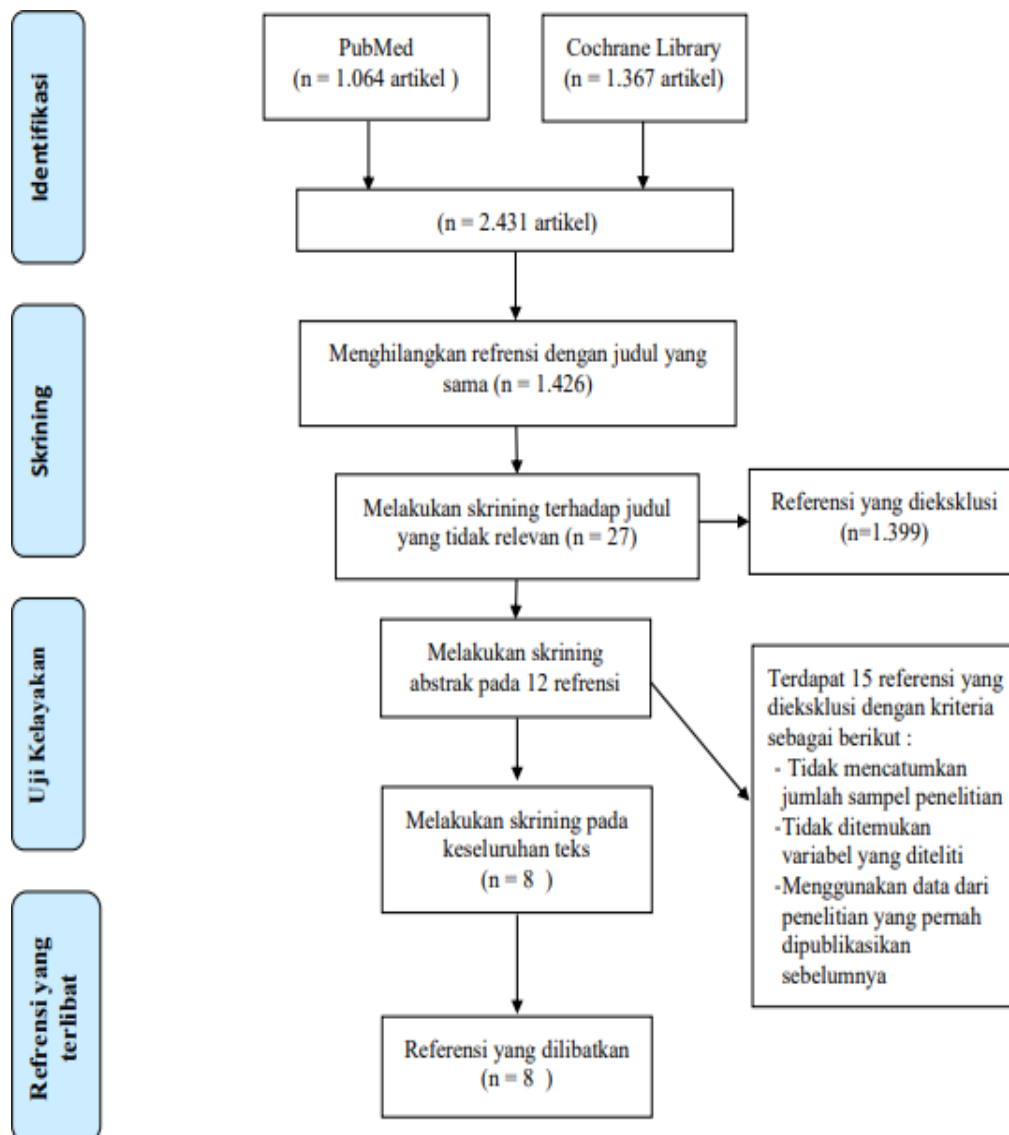 Identifikasi
PubMed
(n = 1.064 artikel )
Cochrane Library
(n = 1.367 artikel)
(n = 2.431 artikel)
Skrining
Menghilangkan refrensi dengan judul yang
sama (n = 1.426)
Melakukan skrining terhadap judul
yang tidak relevan (n = 27)
Referensi yang dieksklusi
(n=1.399)
Uji Kelayakan
Melakukan skrining
abstrak pada 12 refrensi
Terdapat 15 referensi yang
dieksklusi dengan kriteria
sebagai berikut :
- Tidak mencatumkan
jumlah sampel penelitian
-Tidak ditemukan
variabel yang diteliti
-Menggunakan data dari
penelitian yang pernah
dipublikasikan
sebelumnya
Melakukan skrining pada
keseluruhan teks
(n = 8 )
Refrensi yang
terlibat
Referensi yang dilibatkan
(n = 8 )